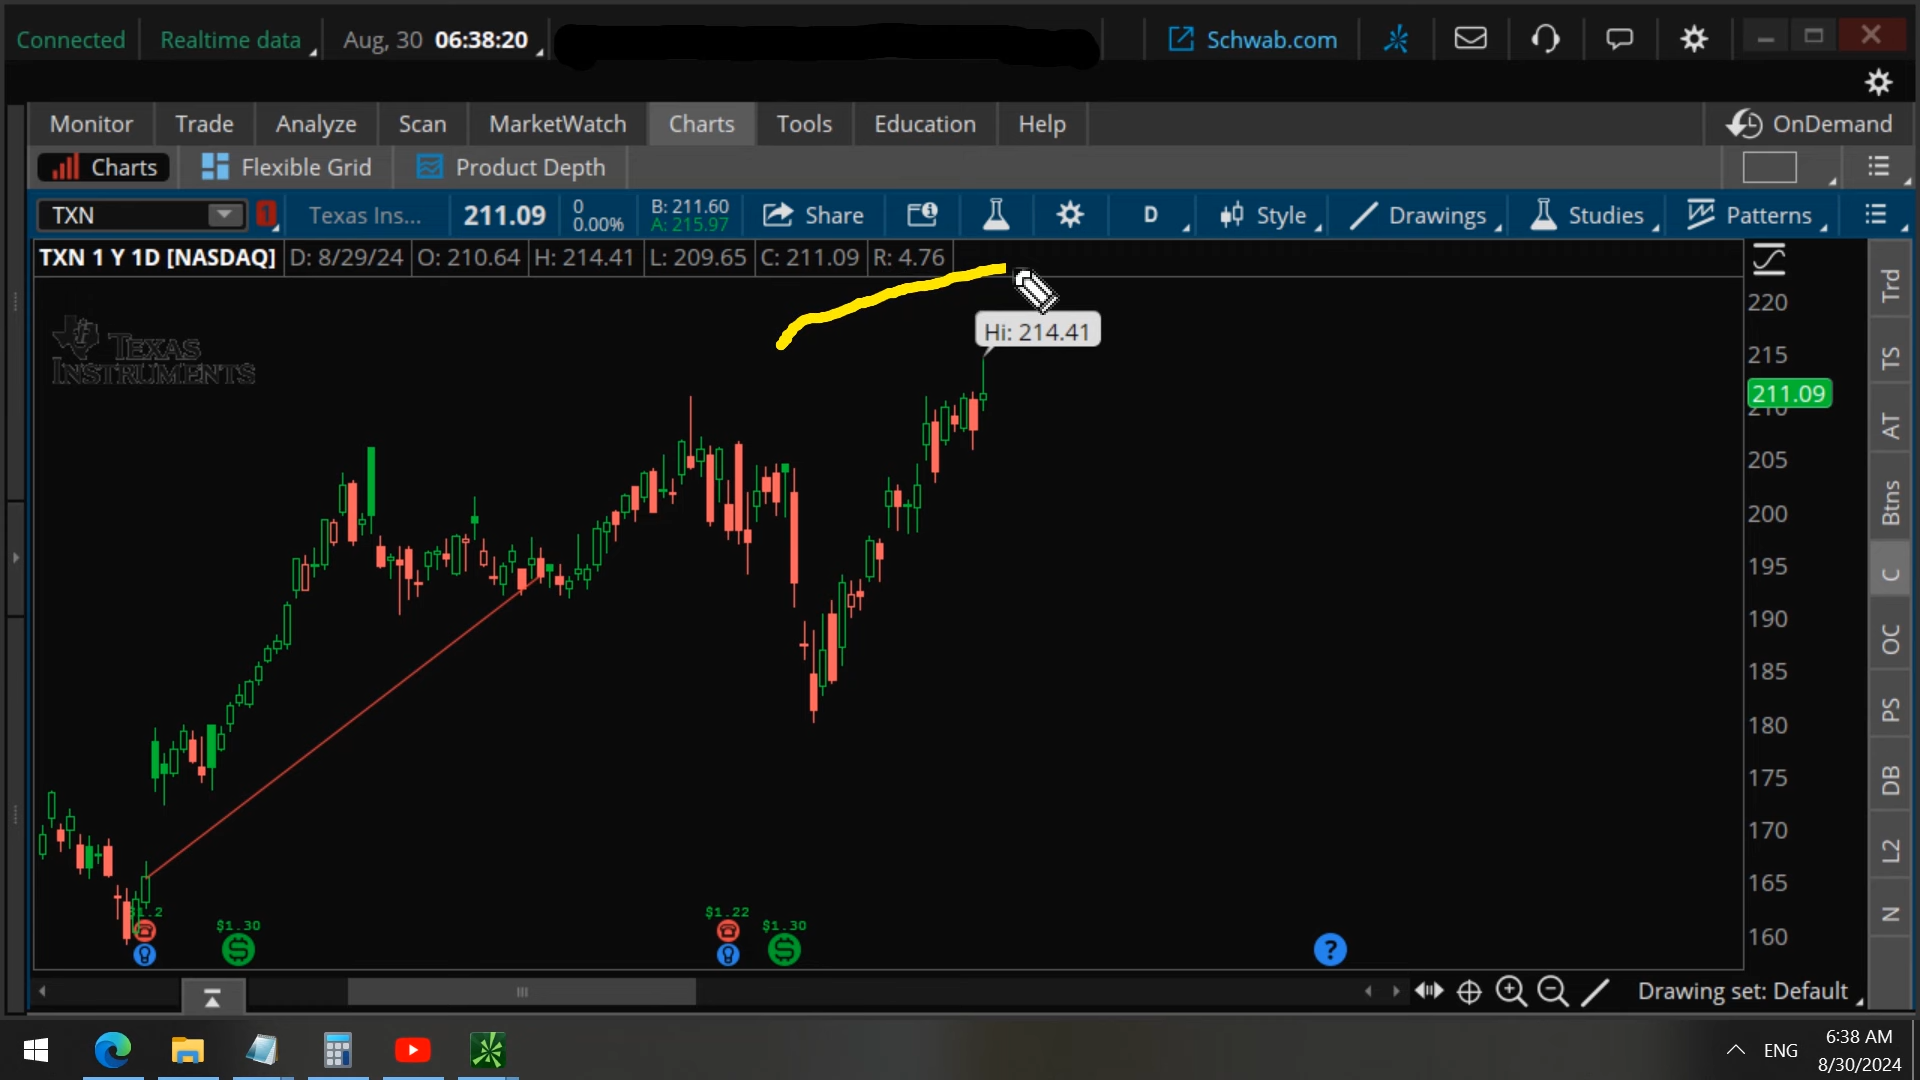 Connected Realtime data Aug, 30 06:38:20 Schwab.com
Monitor Trade Analyze Scan MarketWatch Charts Tools Education Help OnDemand
Charts Flexible Grid Product Depth
TXN 1 Texas Ins... 211.09 0 0.00% B: 211.60 A: 215.97 Share D Style Drawings Studies Patterns
TXN 1 Y 1D [NASDAQ] D: 8/29/24 O: 210.64 H: 214.41 L: 209.65 C: 211.09 R: 4.76
Hi: 214.41
TEXAS
INSTRUMENTS
220
215
211.09
210
205
200
195
190
185
180
175
170
165
160
Trd
TS
AT
Btns
C
OC
PS
DB
L2
N
$1.2 $1.30 $1.22 $1.30
$ $ ?
Drawing set: Default
ENG 6:38 AM
8/30/2024